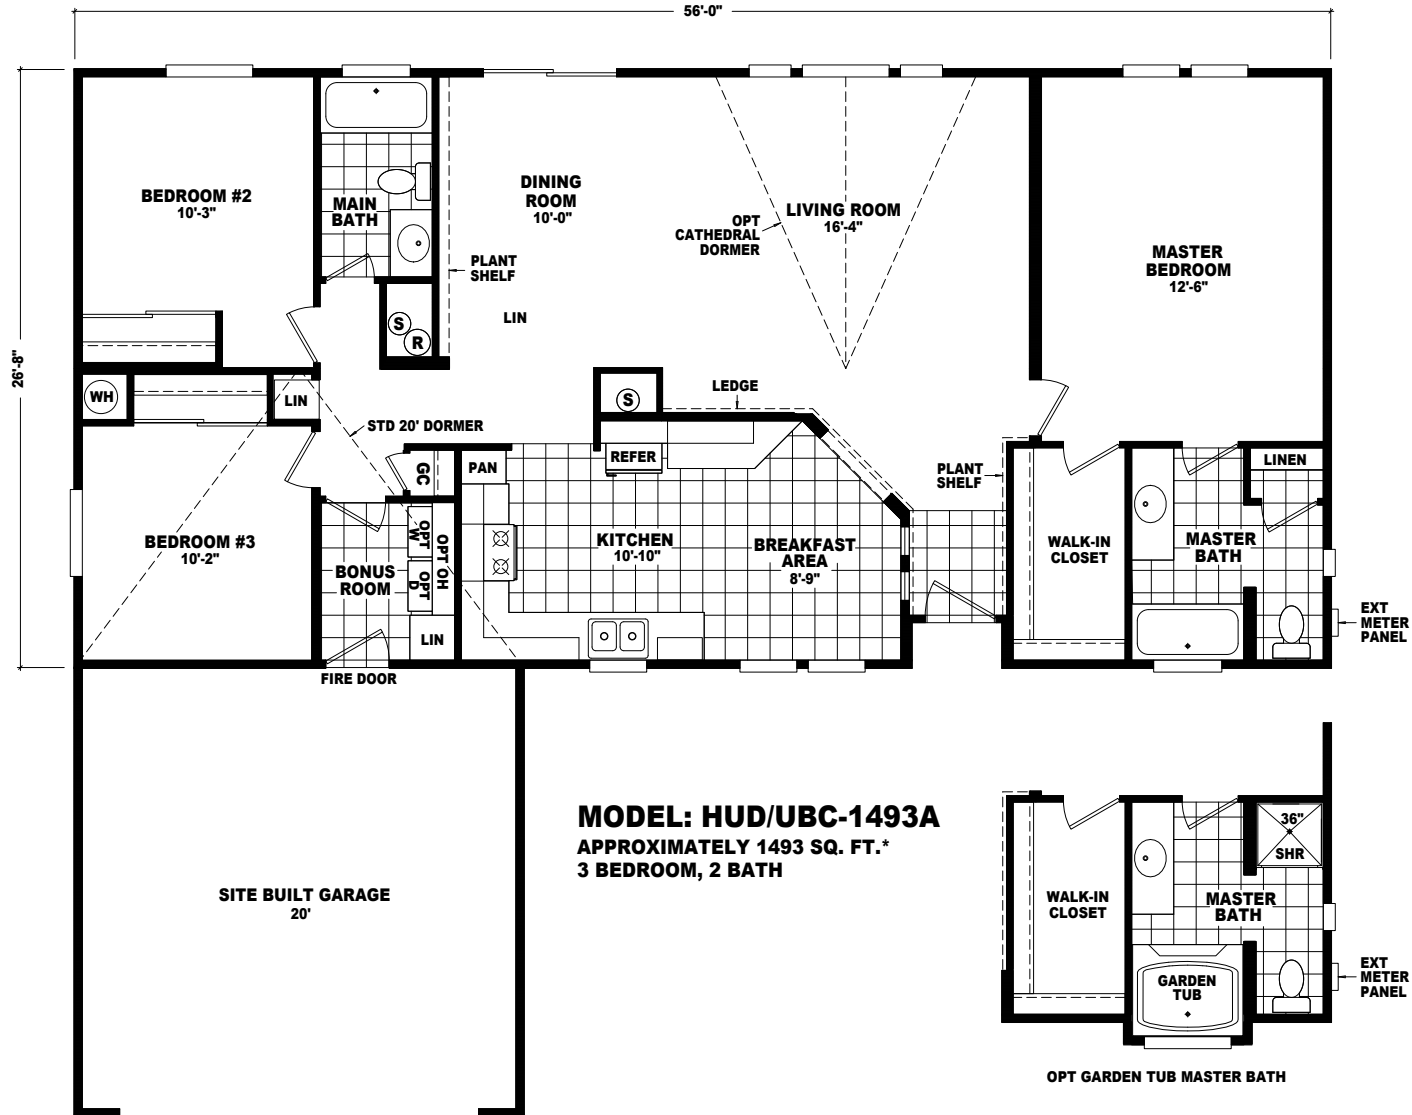 56'-0"
26'-8"
BEDROOM #2
10'-3"
MAIN
BATH
DINING
ROOM
10'-0"
PLANT
SHELF
LIN
S
R
OPT
CATHEDRAL
DORMER
LIVING ROOM
16'-4"
MASTER
BEDROOM
12'-6"
WH
LIN
STD 20' DORMER
S
LEDGE
GC
PAN
REFER
PLANT
SHELF
LINEN
BEDROOM #3
10'-2"
BONUS
ROOM
OPT
W
OPT
D
OPT OH
LIN
KITCHEN
10'-10"
BREAKFAST
AREA
8'-9"
WALK-IN
CLOSET
MASTER
BATH
EXT
METER
PANEL
FIRE DOOR
SITE BUILT GARAGE
20'
MODEL: HUD/UBC-1493A
APPROXIMATELY 1493 SQ. FT.*
3 BEDROOM, 2 BATH
36"
SHR
WALK-IN
CLOSET
MASTER
BATH
GARDEN
TUB
EXT
METER
PANEL
OPT GARDEN TUB MASTER BATH